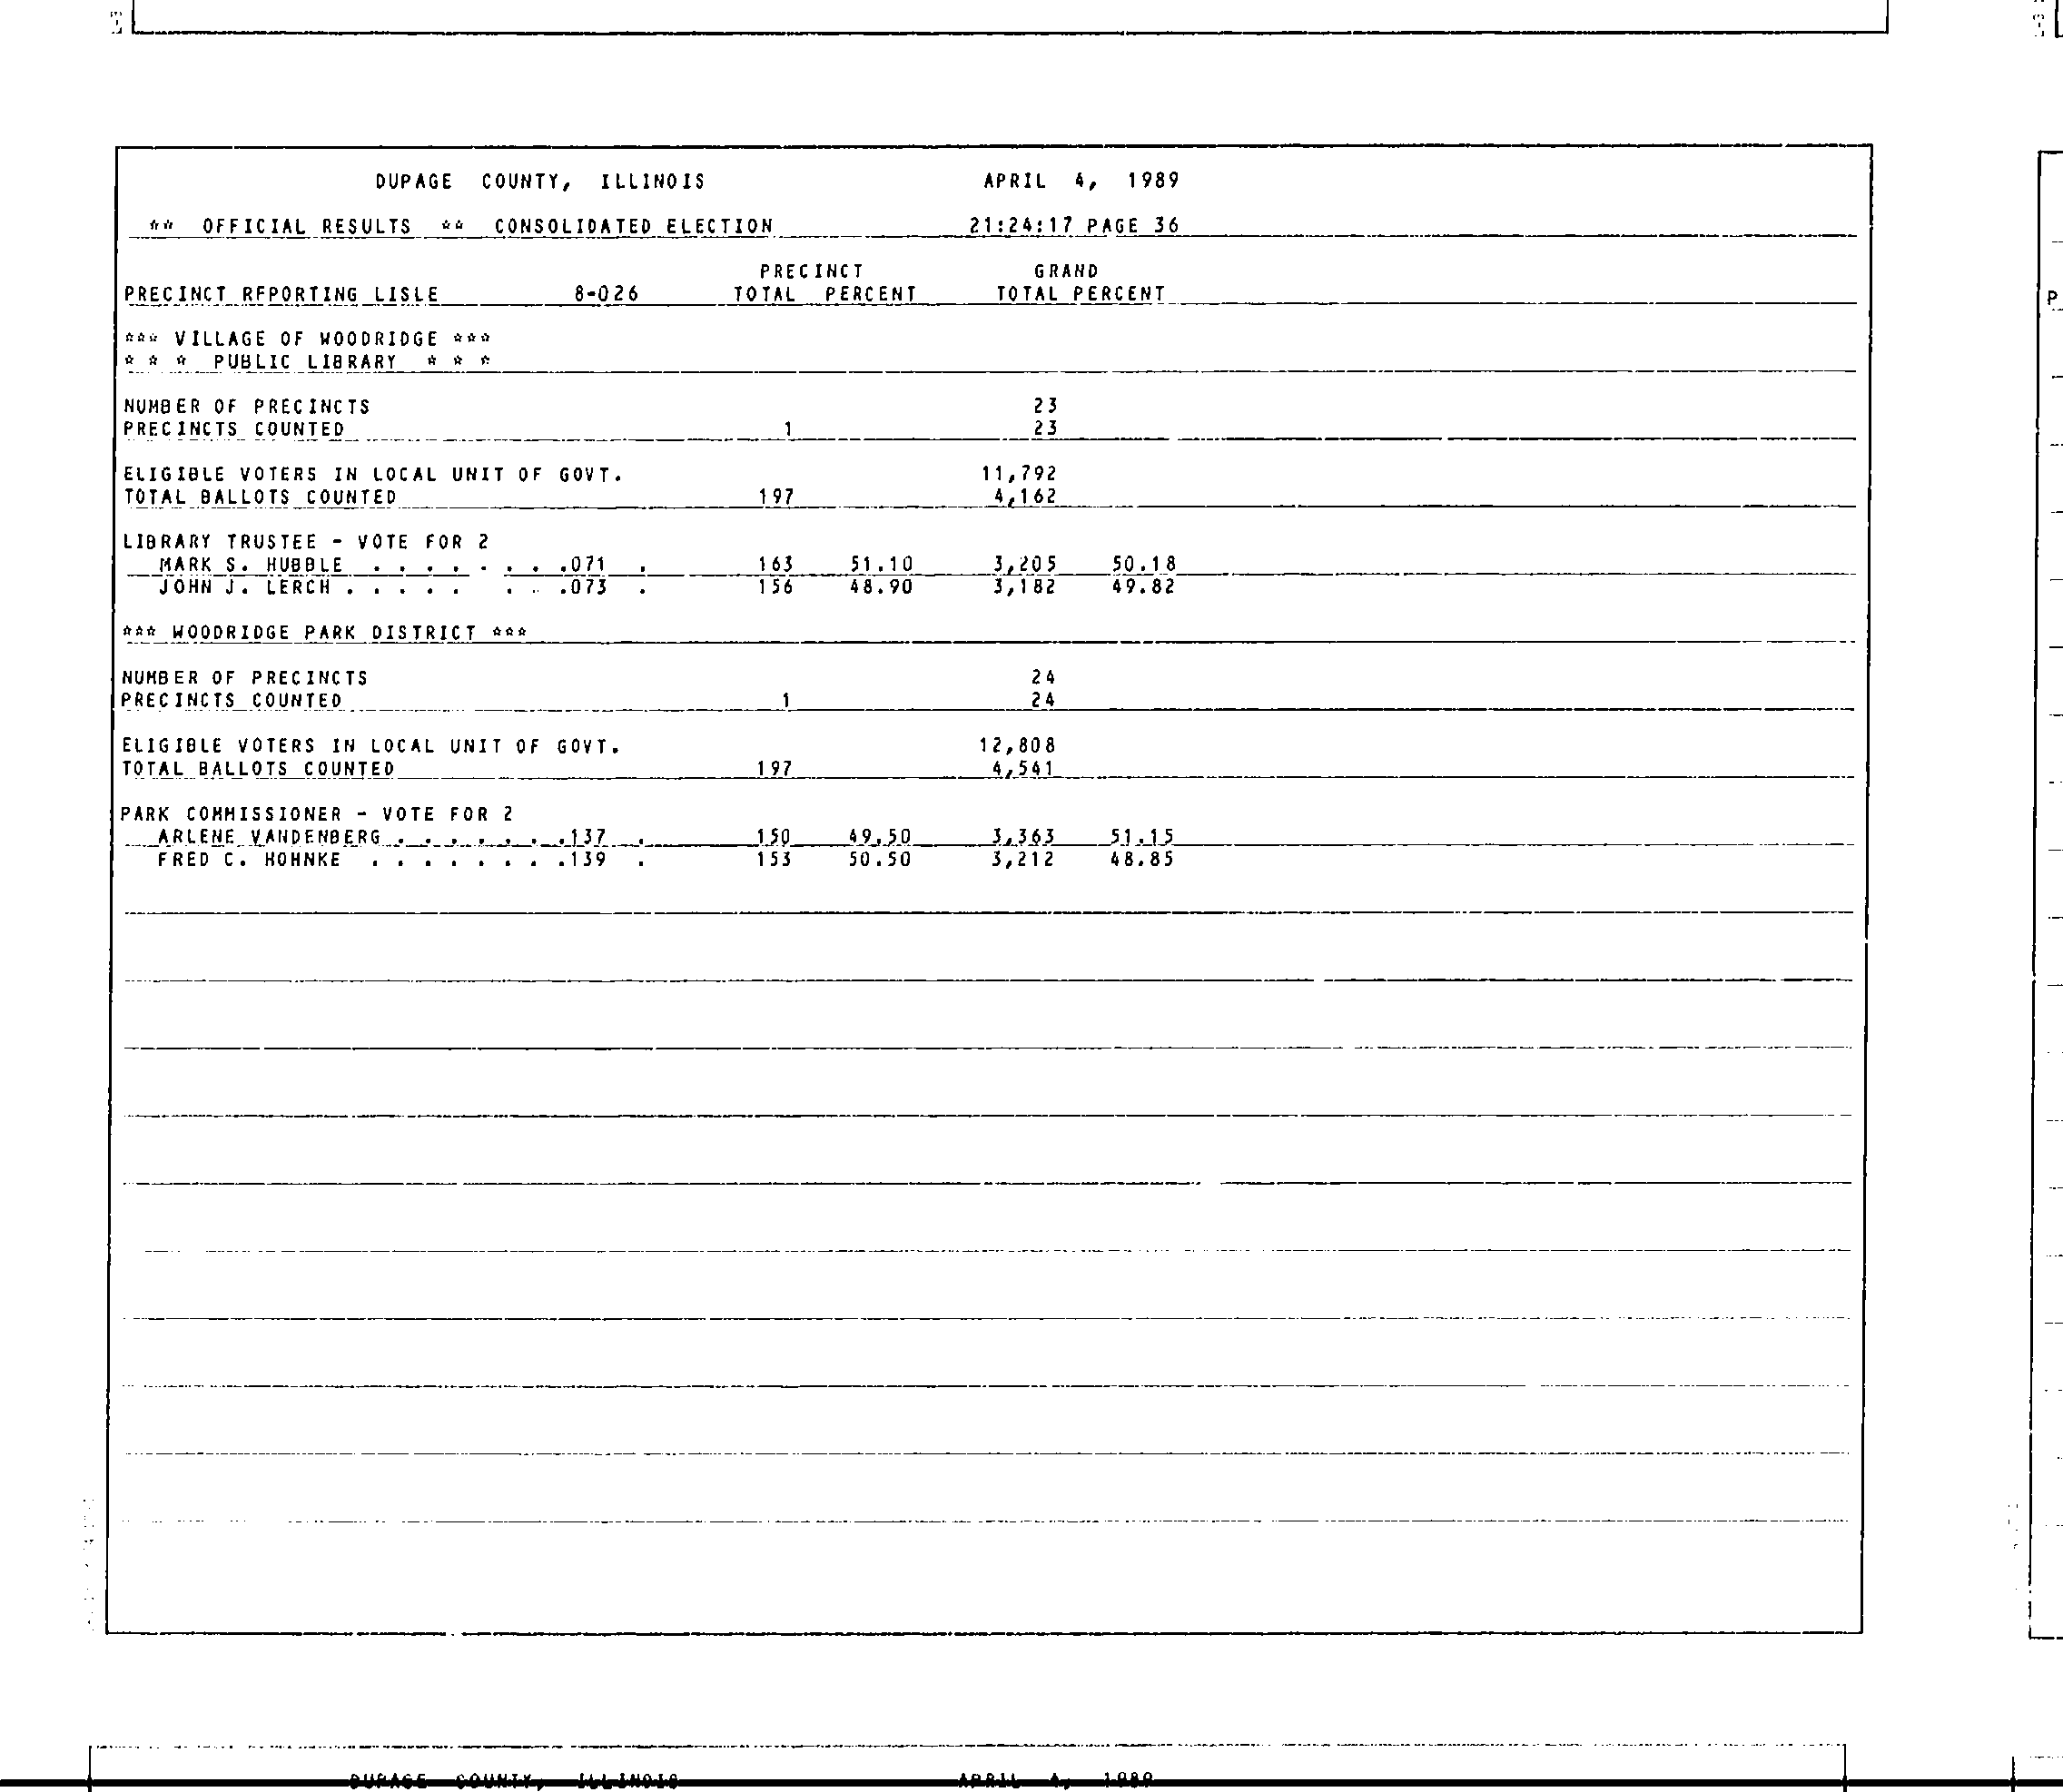 DUPAGE COUNTY, ILLINOIS APRIL 4, 1989
** OFFICIAL RESULTS ** CONSOLIDATED ELECTION 21:24:17 PAGE 36
PRECINCT GRAND
PRECINCT REPORTING LISLE 8-026 TOTAL PERCENT TOTAL PERCENT
*** VILLAGE OF WOODRIDGE ***
* * * PUBLIC LIBRARY * * *
NUMBER OF PRECINCTS 23
PRECINCTS COUNTED 1 23
ELIGIBLE VOTERS IN LOCAL UNIT OF GOVT. 11,792
TOTAL BALLOTS COUNTED 197 4,162
LIBRARY TRUSTEE - VOTE FOR 2
MARK S. HUBBLE . . . . . . . .071 . 163 51.10 3,205 50.18
JOHN J. LERCH . . . . . . . .073 . 156 48.90 3,182 49.82
*** WOODRIDGE PARK DISTRICT ***
NUMBER OF PRECINCTS 24
PRECINCTS COUNTED 1 24
ELIGIBLE VOTERS IN LOCAL UNIT OF GOVT. 12,808
TOTAL BALLOTS COUNTED 197 4,541
PARK COMMISSIONER - VOTE FOR 2
ARLENE VANDENBERG . . . . . . .137 . 150 49.50 3,363 51.15
FRED C. HOHNKE . . . . . . . .139 . 153 50.50 3,212 48.85
DUPAGE COUNTY, ILLINOIS APRIL 4, 1989